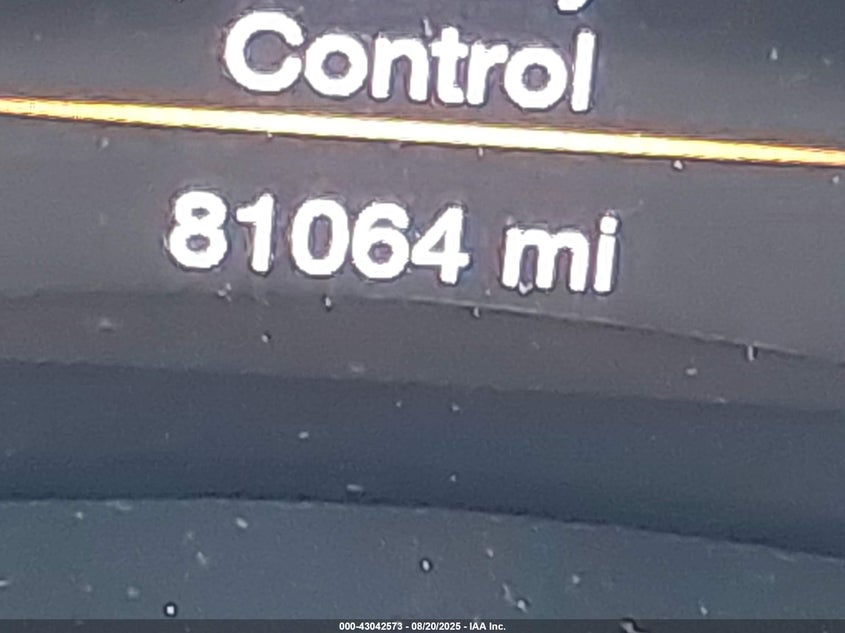 Control
81064 mi
000-43042573 - 08/20/2025 - IAA Inc.